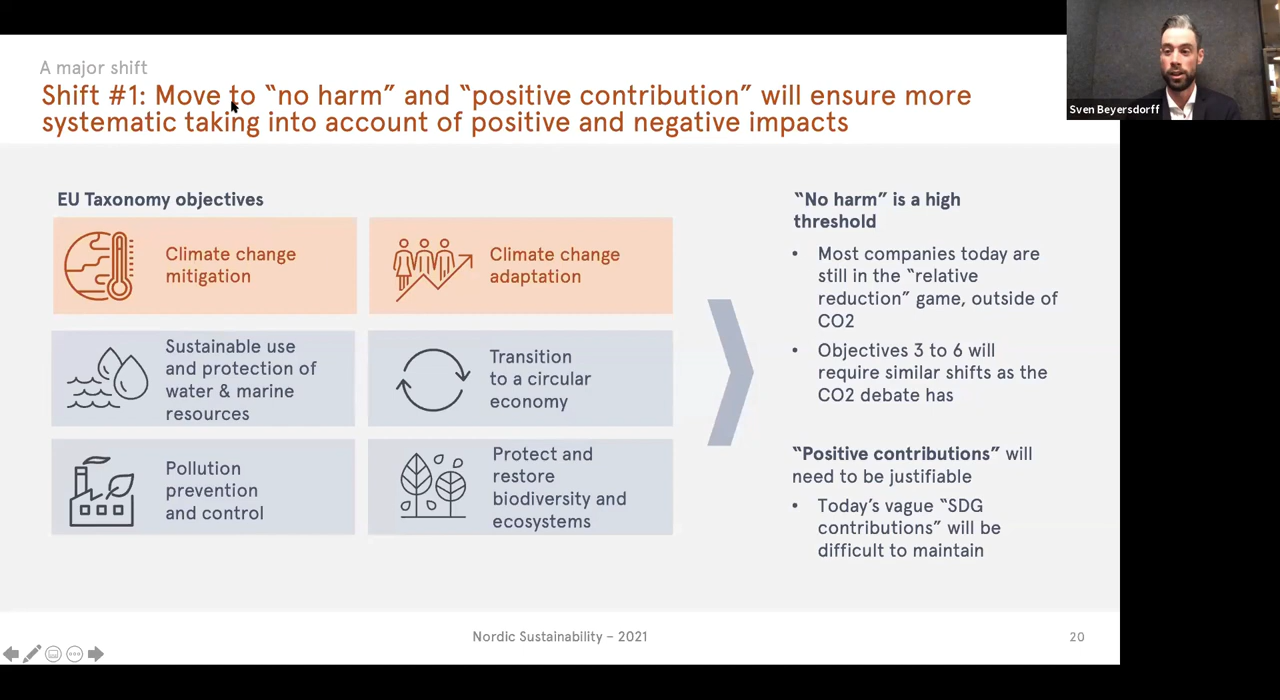 A major shift
Shift #1: Move to “no harm” and “positive contribution” will ensure more
systematic taking into account of positive and negative impacts
Sven Beyersdorff
EU Taxonomy objectives
Climate change
mitigation
Climate change
adaptation
Sustainable use
and protection of
water & marine
resources
Transition
to a circular
economy
Pollution
prevention
and control
Protect and
restore
biodiversity and
ecosystems
“No harm” is a high
threshold
• Most companies today are
still in the “relative
reduction” game, outside of
CO2
• Objectives 3 to 6 will
require similar shifts as the
CO2 debate has
“Positive contributions” will
need to be justifiable
• Today’s vague “SDG
contributions” will be
difficult to maintain
Nordic Sustainability – 2021
20